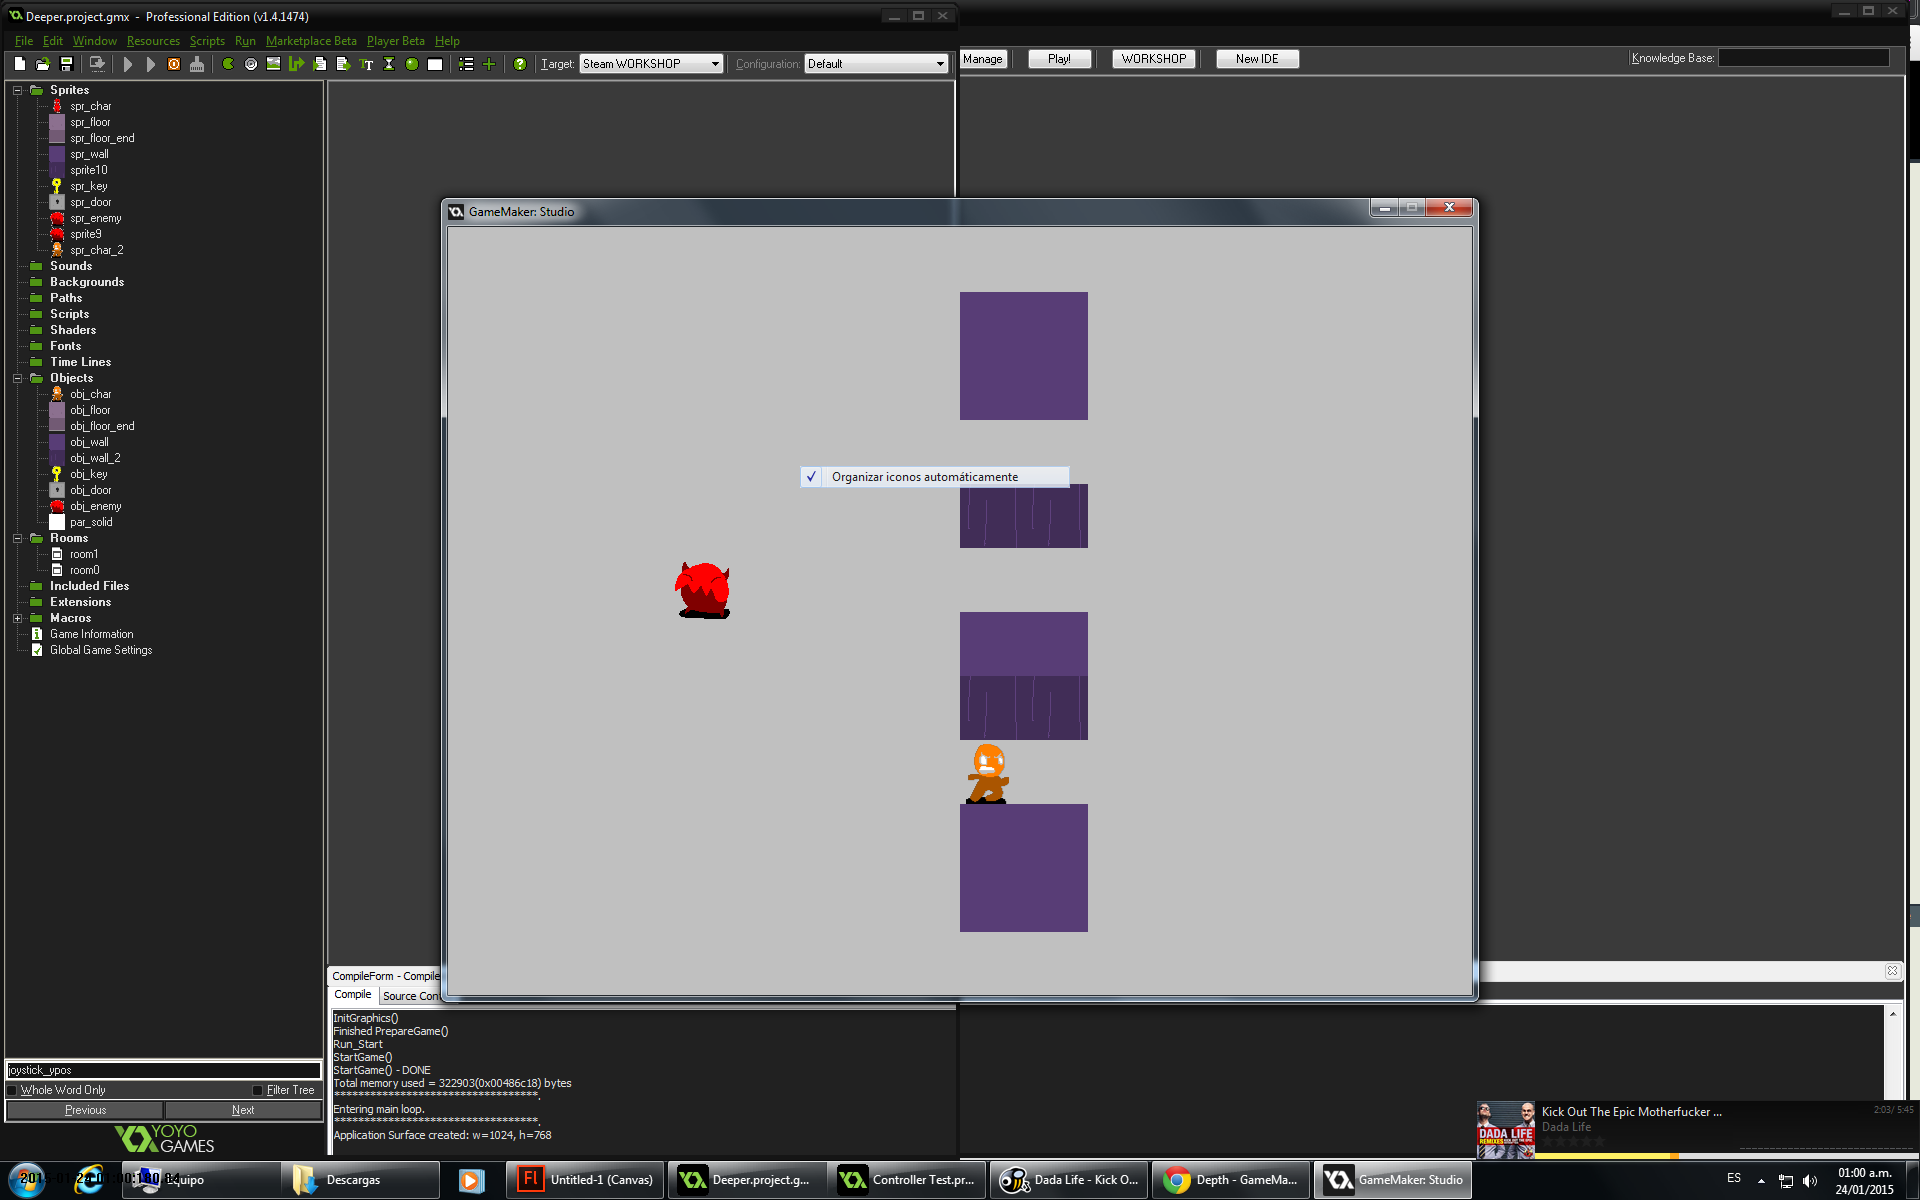 Deeper.project.gmx - Professional Edition (v1.4.1474)
File Edit Window Resources Scripts Run Marketplace Beta Player Beta Help
Target: Steam WORKSHOP Configuration: Default Manage Play! WORKSHOP New IDE Knowledge Base:
Sprites
spr_char
spr_floor
spr_floor_end
spr_wall
sprite10
spr_key
spr_door
spr_enemy
sprite9
spr_char_2
Sounds
Backgrounds
Paths
Scripts
Shaders
Fonts
Time Lines
Objects
obj_char
obj_floor
obj_floor_end
obj_wall
obj_wall_2
obj_key
obj_door
obj_enemy
par_solid
Rooms
room1
room0
Included Files
Extensions
Macros
Game Information
Global Game Settings
GameMaker: Studio
Organizar iconos automáticamente
CompileForm - Compile
Compile Source Con
InitGraphics()
Finished PrepareGame()
Run_Start
StartGame()
StartGame() - DONE
Total memory used = 322903(0x00486c18) bytes
***********************************.
Entering main loop.
***********************************.
Application Surface created: w=1024, h=768
joystick_ypos
Whole Word Only Filter Tree
Previous Next
YOYO
GAMES
Kick Out The Epic Motherfucker ... 2:03/ 5:45
Dada Life
DADA LIFE
Equipo Descargas Untitled-1 (Canvas) Deeper.project.g... Controller Test.pr... Dada Life - Kick O... Depth - GameMa... GameMaker: Studio
ES 01:00 a.m.
24/01/2015